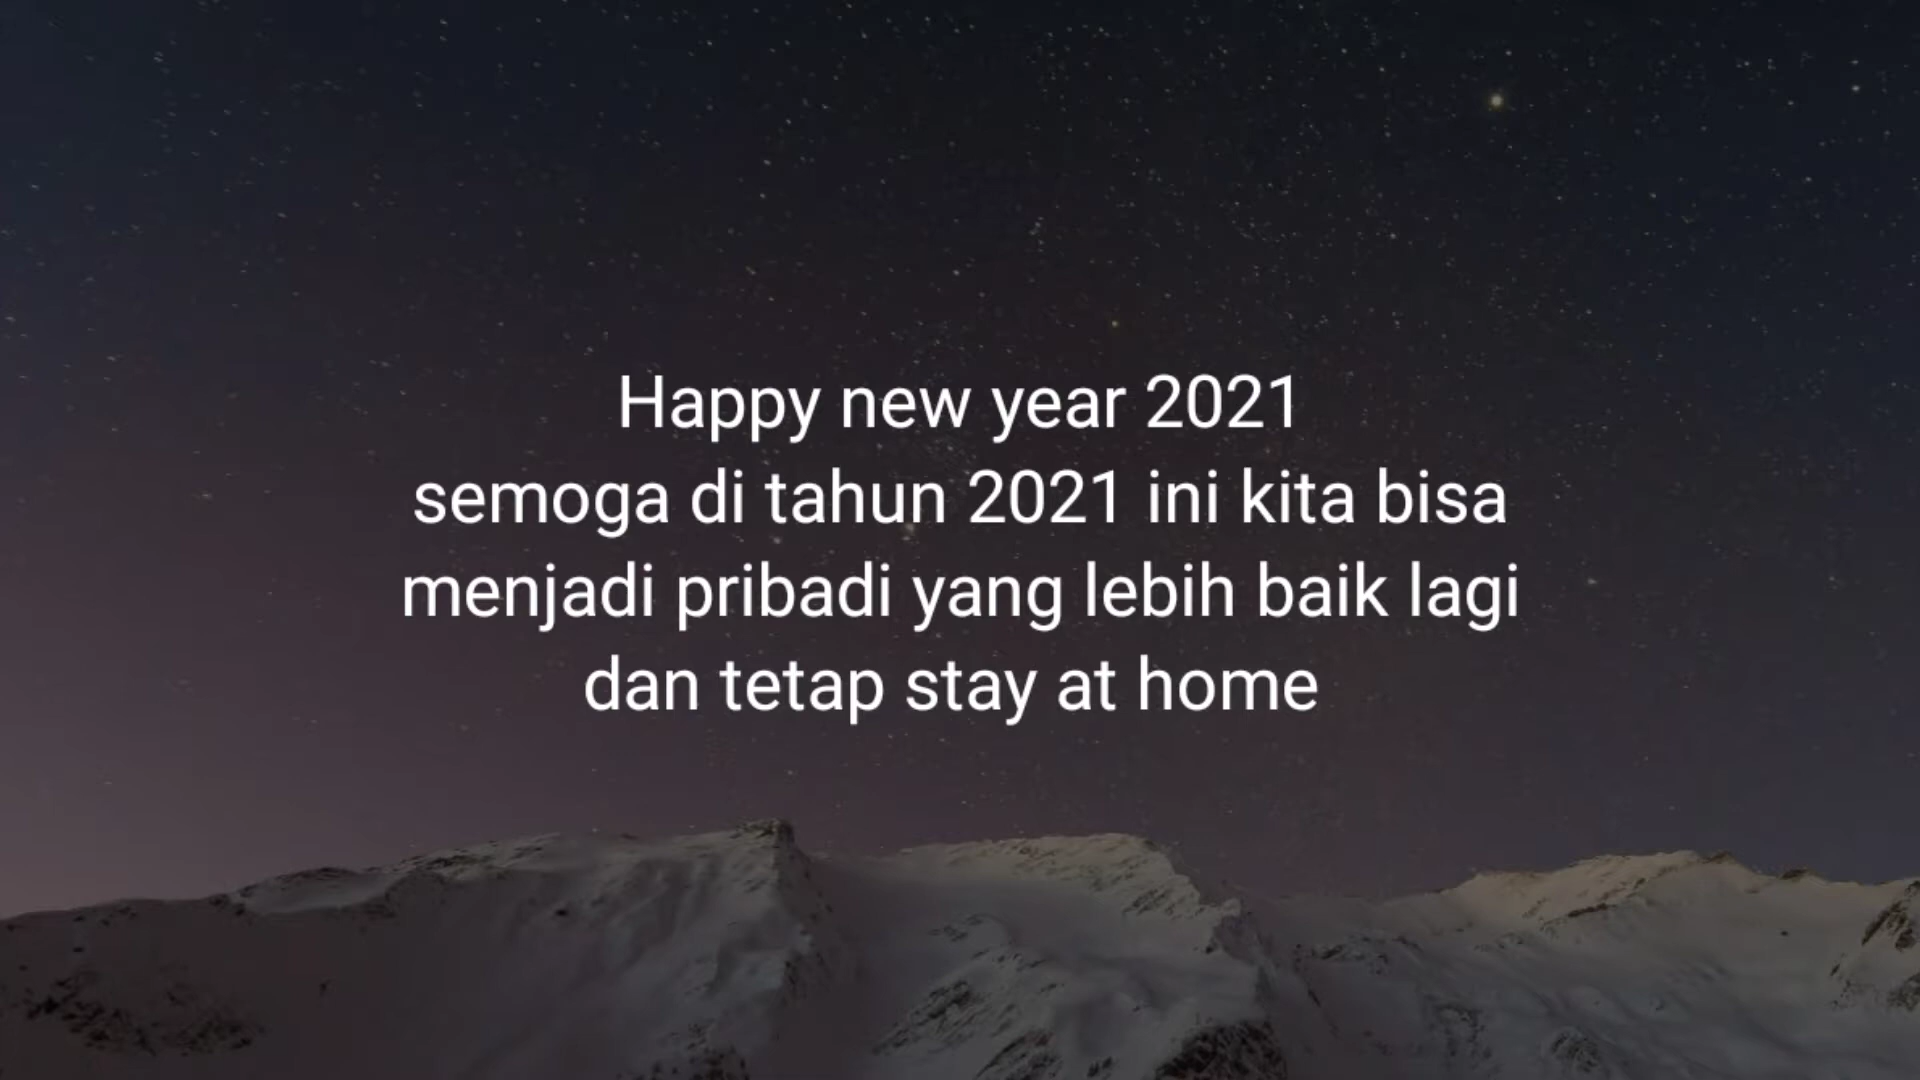 Happy new year 2021
semoga di tahun 2021 ini kita bisa
menjadi pribadi yang lebih baik lagi
dan tetap stay at home